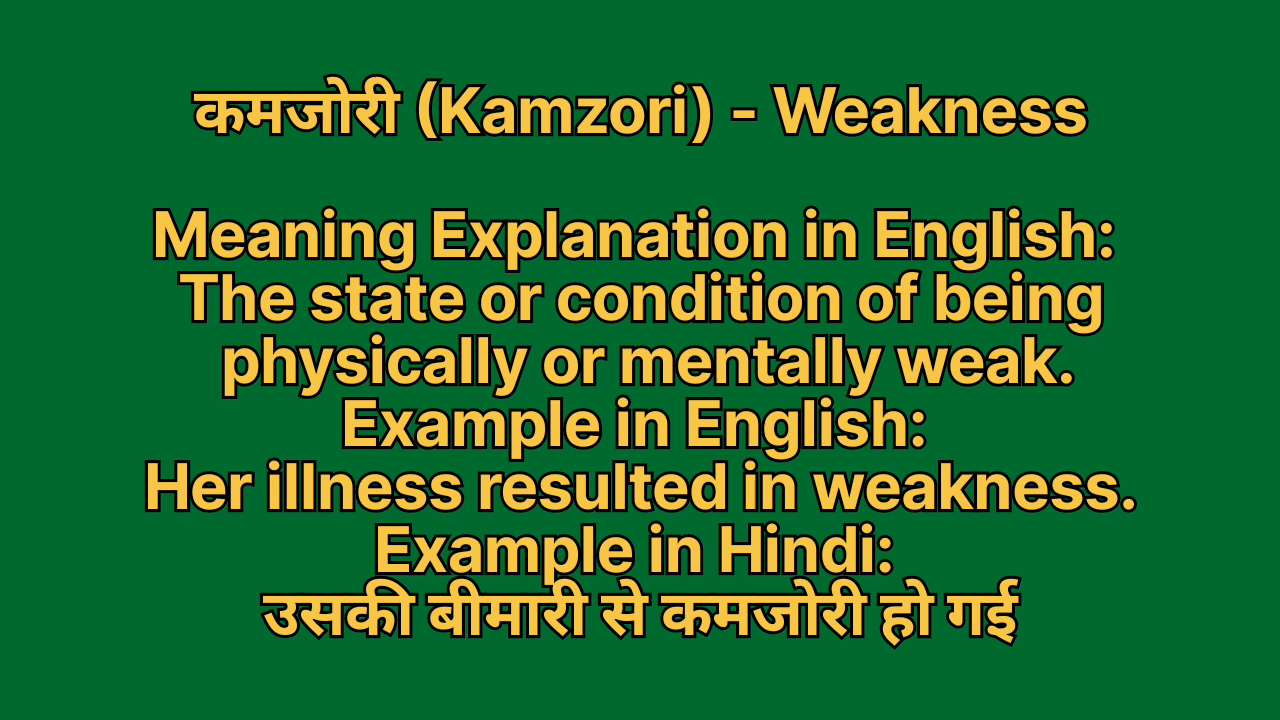 कमजोरी (Kamzori) - Weakness
Meaning Explanation in English:
The state or condition of being
physically or mentally weak.
Example in English:
Her illness resulted in weakness.
Example in Hindi:
उसकी बीमारी से कमजोरी हो गई